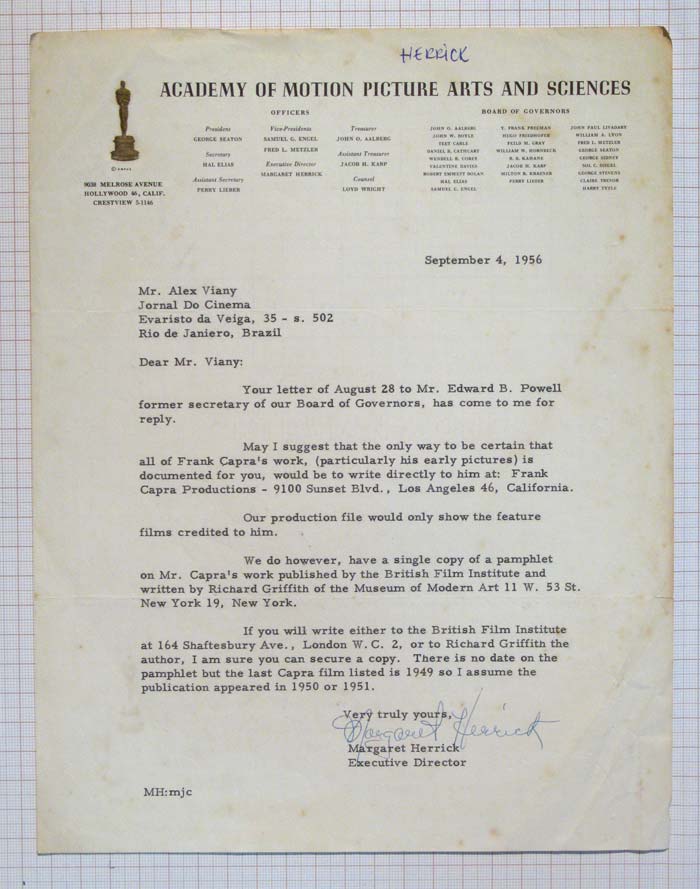 HERRICK
ACADEMY OF MOTION PICTURE ARTS AND SCIENCES
OFFICERS
President
GEORGE SEATON
Secretary
HAL ELIAS
Assistant Secretary
PERRY LIEBER
Vice-Presidents
SAMUEL G. ENGEL
FRED L. METZLER
Executive Director
MARGARET HERRICK
Treasurer
JOHN O. AALBERG
Assistant Treasurer
JACOB H. KARP
Counsel
LOYD WRIGHT
BOARD OF GOVERNORS
JOHN O. AALBERG
JOHN W. BOYLE
TEET CARLE
DANIEL B. CATHCART
WENDELL R. COREY
VALENTINE DAVIES
ROBERT EMMETT DOLAN
HAL ELIAS
SAMUEL G. ENGEL
Y. FRANK FREEMAN
HUGO FRIEDHOFER
FEILD M. GRAY
WILLIAM W. HORNBECK
B. B. KAHANE
JACOB H. KARP
MILTON R. KRASNER
PERRY LIEBER
JOHN PAUL LIVADARY
WILLIAM A. LYON
FRED L. METZLER
GEORGE SEATON
GEORGE SIDNEY
SOL C. SIEGEL
GEORGE STEVENS
CLAIRE TREVOR
HARRY TYTLE
© AMPAS
9038 MELROSE AVENUE
HOLLYWOOD 46, CALIF.
CRESTVIEW 5-1146
September 4, 1956
Mr. Alex Viany
Jornal Do Cinema
Evaristo da Veiga, 35 - s. 502
Rio de Janiero, Brazil
Dear Mr. Viany:
Your letter of August 28 to Mr. Edward B. Powell
former secretary of our Board of Governors, has come to me for
reply.
May I suggest that the only way to be certain that
all of Frank Capra's work, (particularly his early pictures) is
documented for you, would be to write directly to him at: Frank
Capra Productions - 9100 Sunset Blvd., Los Angeles 46, California.
Our production file would only show the feature
films credited to him.
We do however, have a single copy of a pamphlet
on Mr. Capra's work published by the British Film Institute and
written by Richard Griffith of the Museum of Modern Art 11 W. 53 St.
New York 19, New York.
If you will write either to the British Film Institute
at 164 Shaftesbury Ave., London W. C. 2, or to Richard Griffith the
author, I am sure you can secure a copy. There is no date on the
pamphlet but the last Capra film listed is 1949 so I assume the
publication appeared in 1950 or 1951.
Very truly yours,
Margaret Herrick
Margaret Herrick
Executive Director
MH:mjc